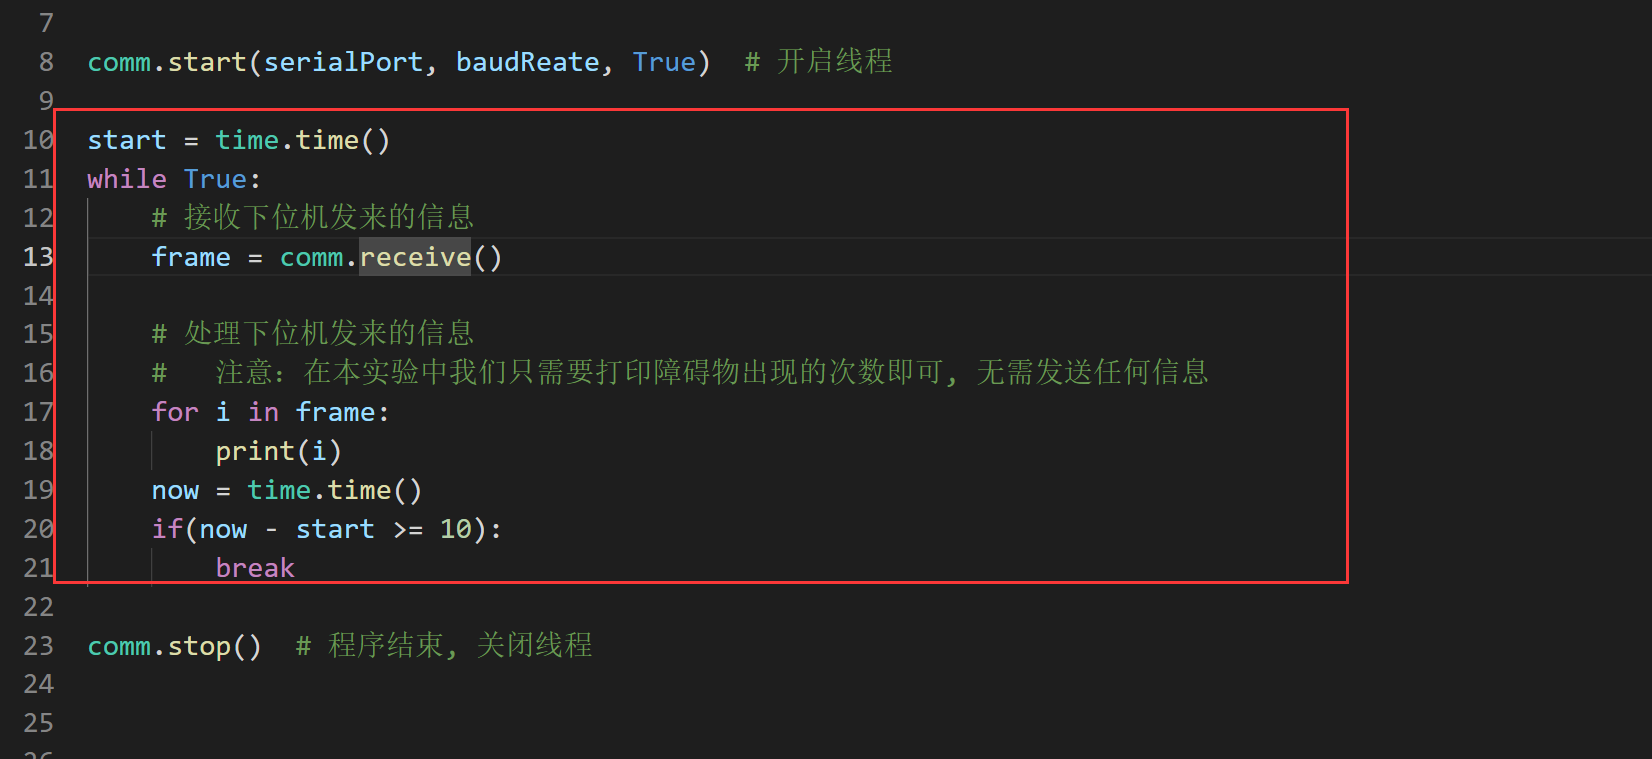 7
8 comm.start(serialPort, baudReate, True)  # 开启线程
9
10 start = time.time()
11 while True:
12     # 接收下位机发来的信息
13     frame = comm.receive()
14
15     # 处理下位机发来的信息
16     #   注意：在本实验中我们只需要打印障碍物出现的次数即可, 无需发送任何信息
17     for i in frame:
18         print(i)
19     now = time.time()
20     if(now - start >= 10):
21         break
22
23 comm.stop()  # 程序结束, 关闭线程
24
25